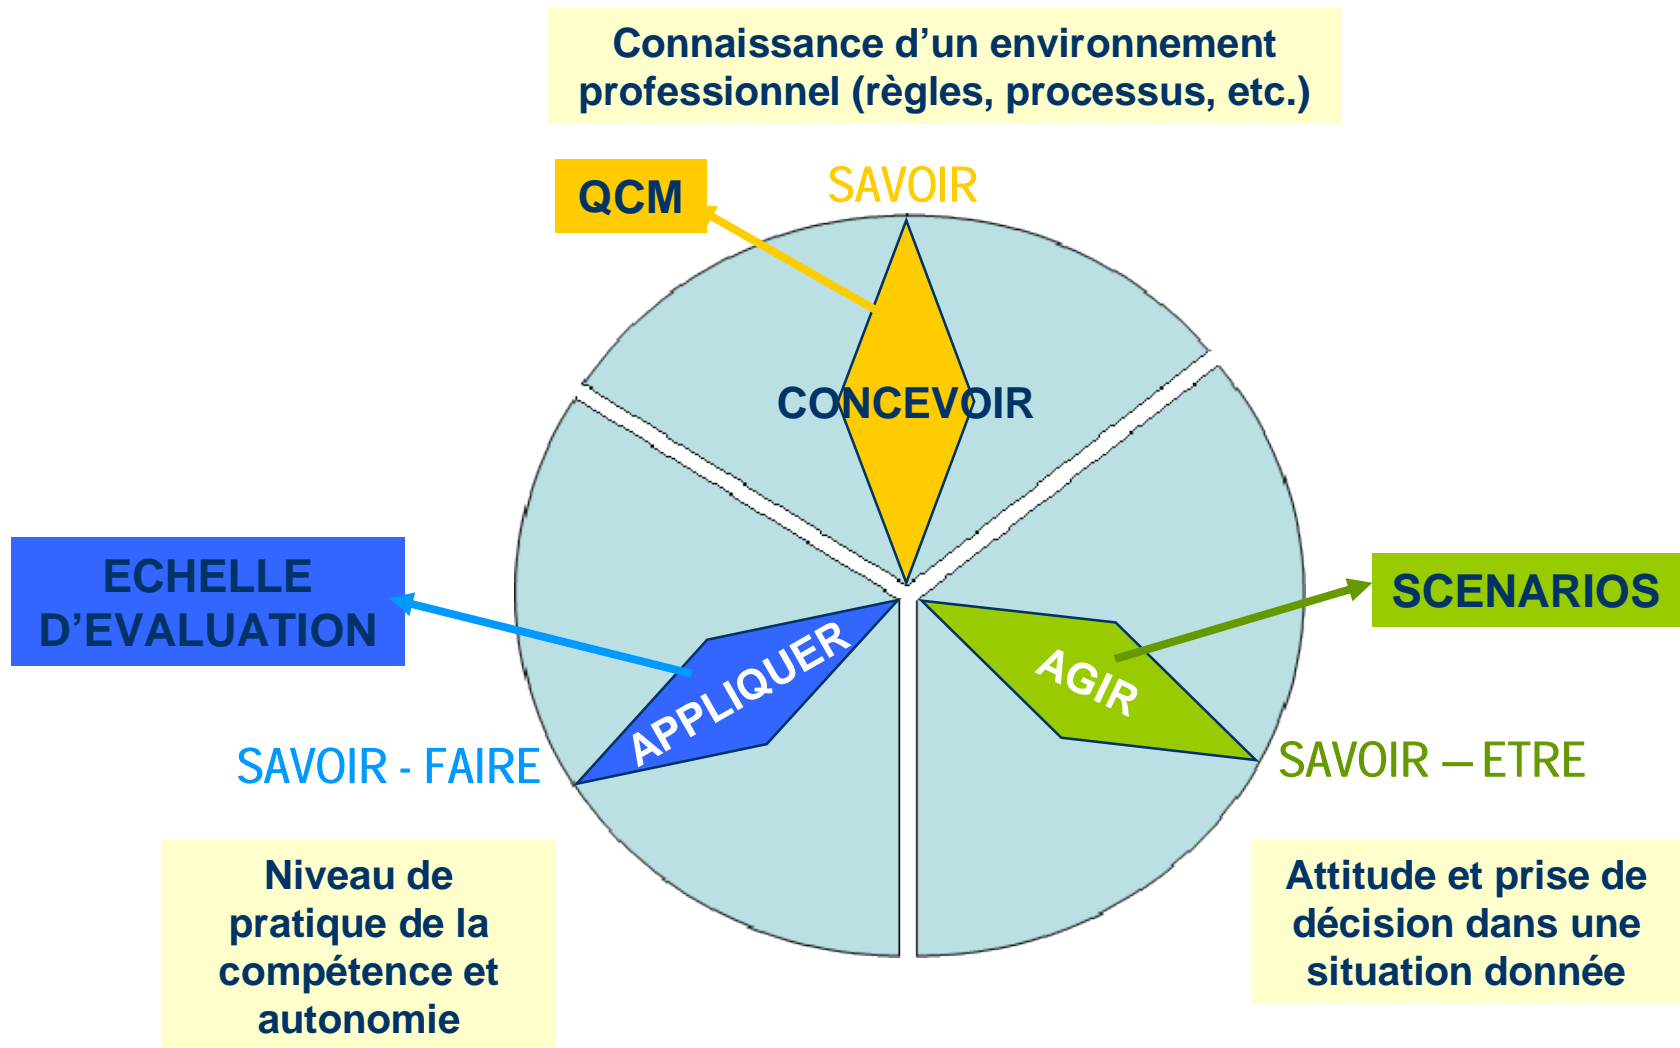 Connaissance d’un environnement
professionnel (règles, processus, etc.)
QCM
SAVOIR
CONCEVOIR
ECHELLE
D’EVALUATION
SCENARIOS
APPLIQUER
AGIR
SAVOIR - FAIRE
SAVOIR – ETRE
Niveau de
pratique de la
compétence et
autonomie
Attitude et prise de
décision dans une
situation donnée